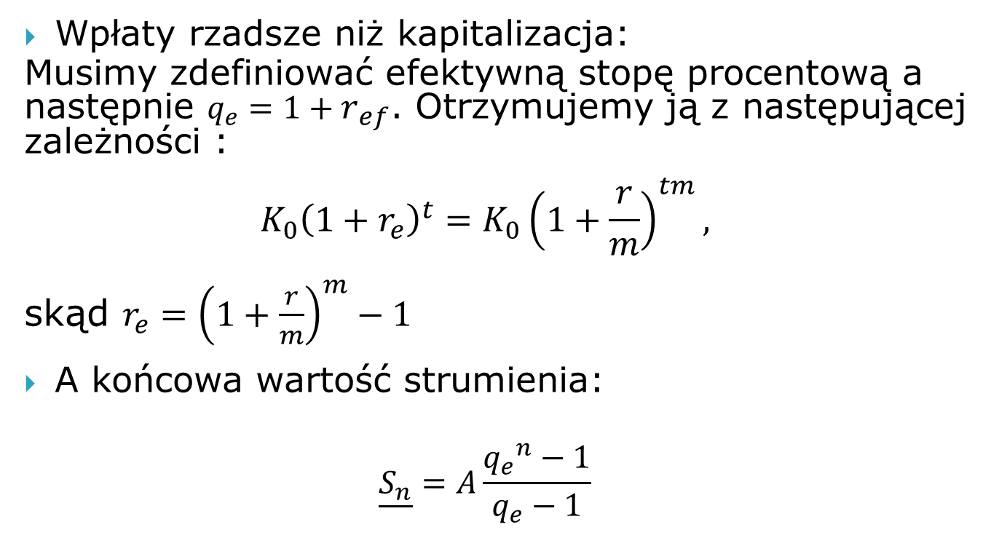 Wpłaty rzadsze niż kapitalizacja:
Musimy zdefiniować efektywną stopę procentową a
następnie $q_e = 1 + r_{ef}$. Otrzymujemy ją z następującej
zależności :
$K_0(1 + r_e)^t = K_0\left(1 + \frac{r}{m}\right)^{tm}$ ,
skąd $r_e = \left(1 + \frac{r}{m}\right)^m - 1$
A końcowa wartość strumienia:
$\underline{S_n} = A\frac{{q_e}^n - 1}{q_e - 1}$